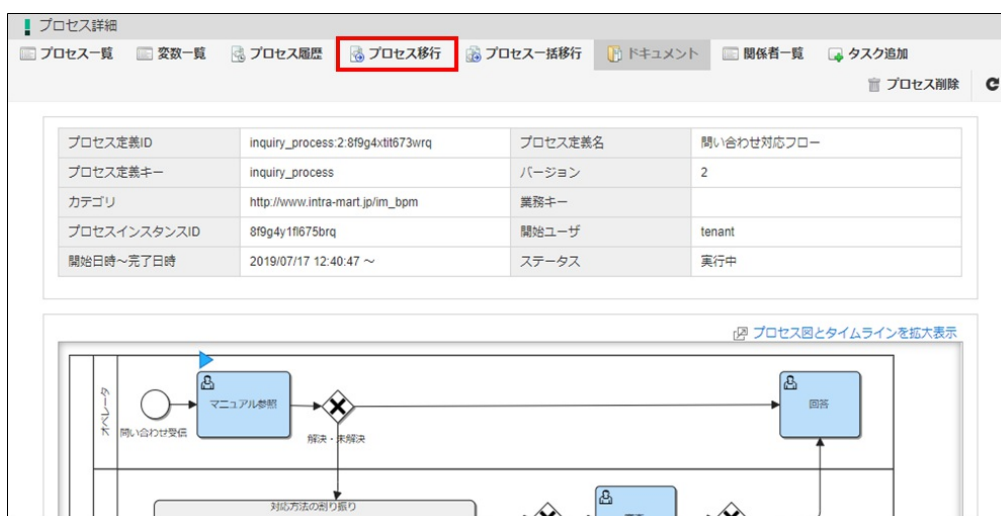 プロセス詳細
プロセス一覧 変数一覧 プロセス履歴 プロセス移行 プロセス一括移行 ドキュメント 関係者一覧 タスク追加
プロセス削除
プロセス定義ID inquiry_process:2:8f9g4xtit673wrq プロセス定義名 問い合わせ対応フロー
プロセス定義キー inquiry_process バージョン 2
カテゴリ http://www.intra-mart.jp/im_bpm 業務キー
プロセスインスタンスID 8f9g4y1fl675brq 開始ユーザ tenant
開始日時～完了日時 2019/07/17 12:40:47 ～ ステータス 実行中
プロセス図とタイムラインを拡大表示
オペレータ
マニュアル参照
回答
問い合わせ受信
解決・未解決
対応方法の割り振り